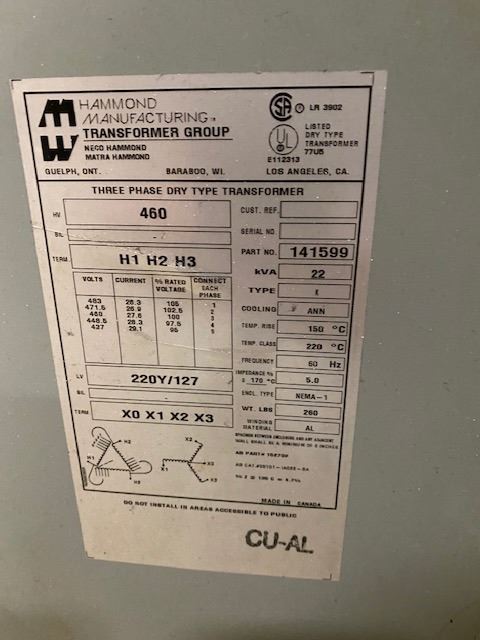 HAMMOND
MANUFACTURING™
TRANSFORMER GROUP
NECO HAMMOND
MATRA HAMMOND
GUELPH, ONT. BARABOO, WI. LOS ANGELES, CA.
LR 3902
LISTED
DRY TYPE
TRANSFORMER
77U5
E112313
THREE PHASE DRY TYPE TRANSFORMER
HV 460
BIL -
TERM H1 H2 H3
VOLTS CURRENT % RATED VOLTAGE CONNECT EACH PHASE
483 26.3 105 1
471.5 26.9 102.5 2
460 27.6 100 3
448.5 28.3 97.5 4
437 29.1 95 5
LV 220Y/127
BIL -
TERM X0 X1 X2 X3
CUST. REF.
SERIAL NO.
PART NO. 141599
kVA 22
TYPE
COOLING ANN
TEMP. RISE 150 °C
TEMP. CLASS 220 °C
FREQUENCY 60 Hz
IMPEDANCE % 170 °C 5.0
ENCL. TYPE NEMA-1
WT. LBS 260
WINDING MATERIAL AL
H2
X1
H3
X2
X1
X3
MADE IN CANADA
DO NOT INSTALL IN AREAS ACCESSIBLE TO PUBLIC
CU-AL